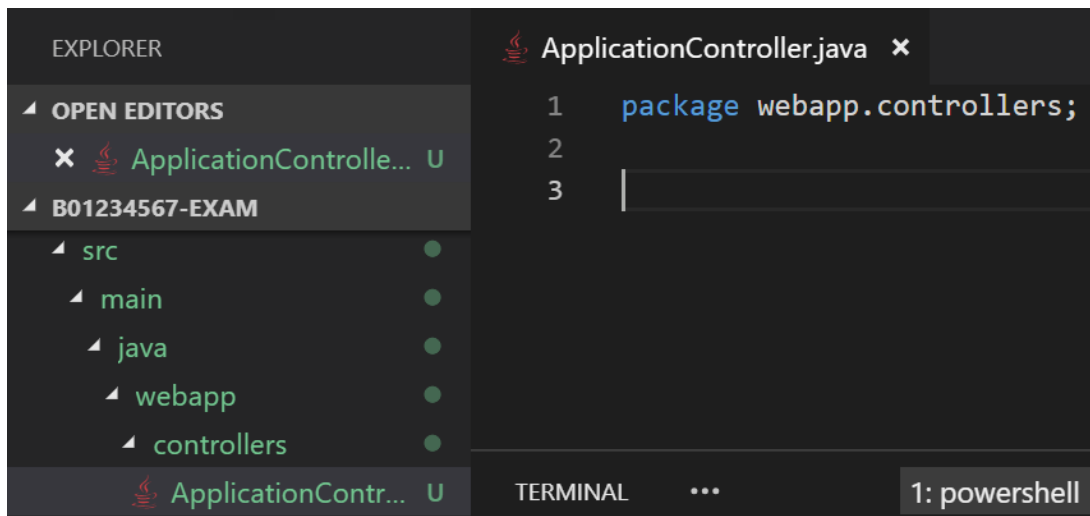 EXPLORER
OPEN EDITORS
ApplicationControlle... U
B01234567-EXAM
src
main
java
webapp
controllers
ApplicationContr... U
ApplicationController.java
1 package webapp.controllers;
2
3
TERMINAL ... 1: powershell